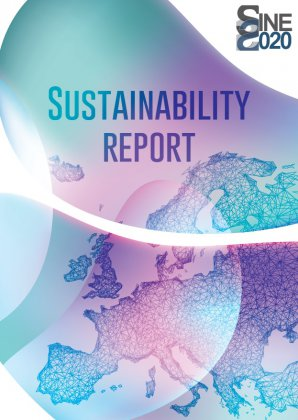 SINE
2020
SUSTAINABILITY
REPORT